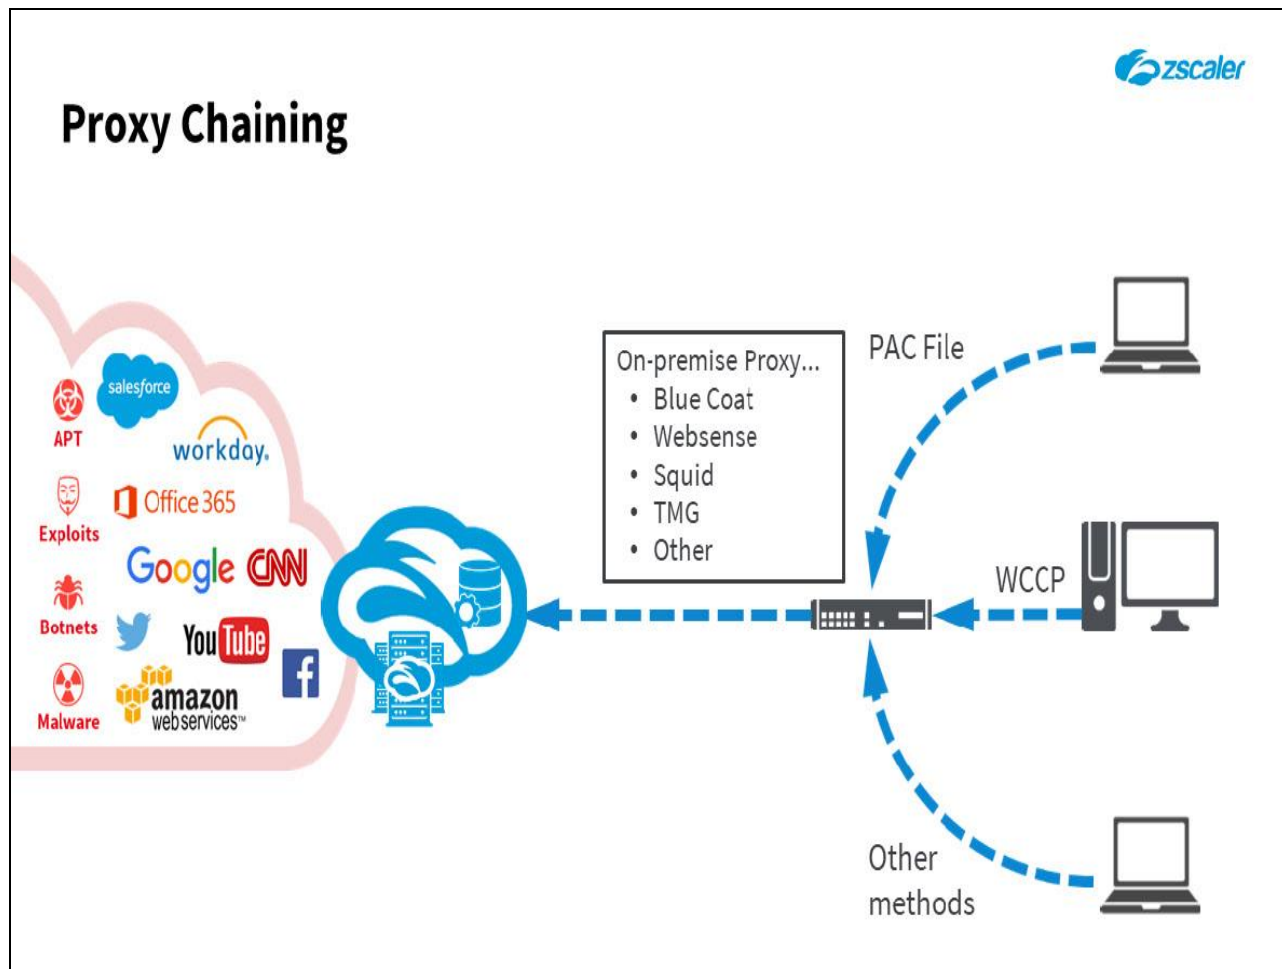 zscaler
Proxy Chaining
On-premise Proxy...
• Blue Coat
• Websense
• Squid
• TMG
• Other
PAC File
WCCP
Other
methods
salesforce
APT
workday.
Office 365
Exploits
Google
CNN
Botnets
YouTube
f
amazon
webservices™
Malware